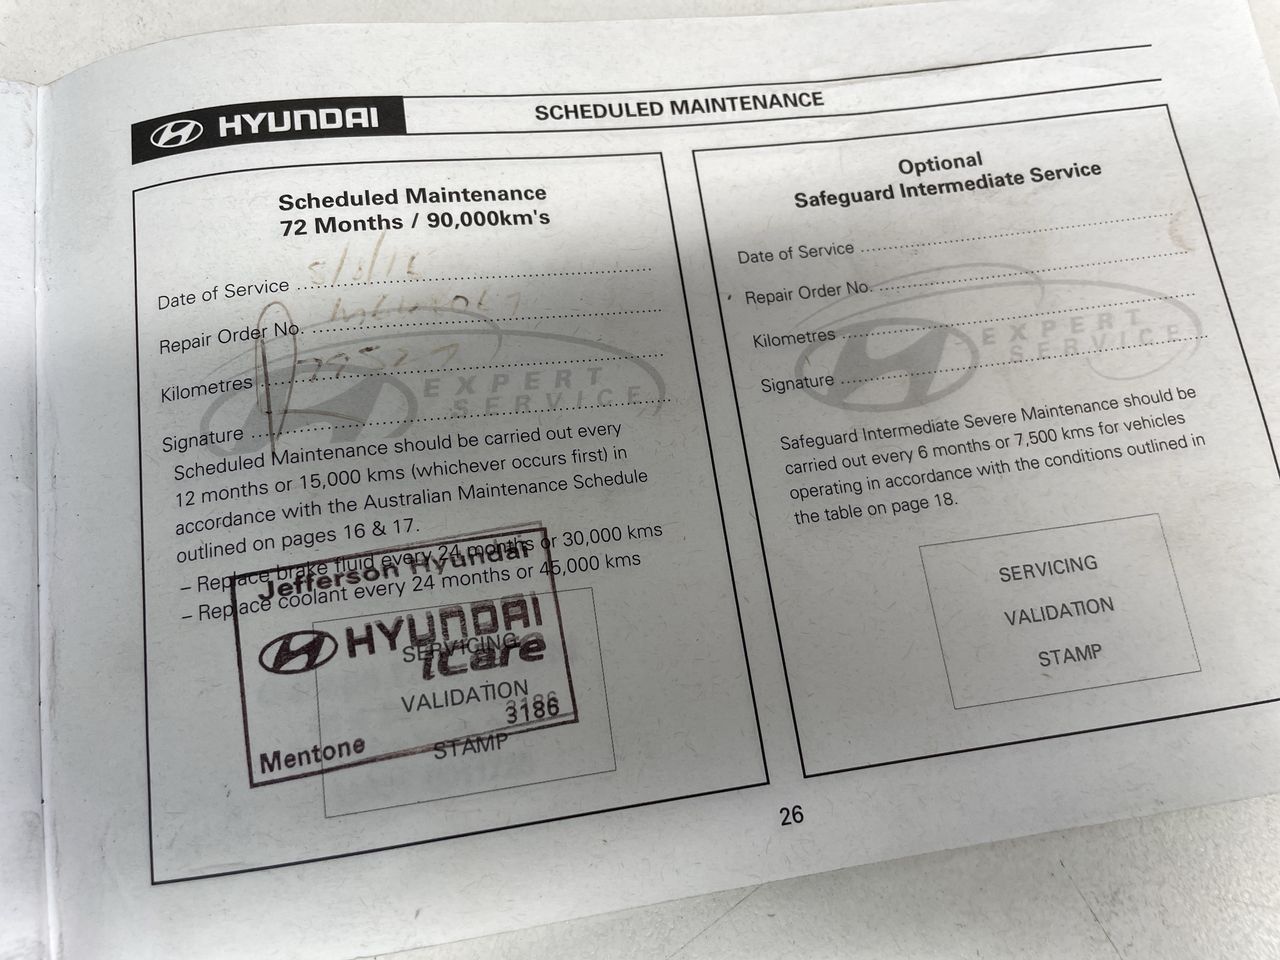 HYUNDAI
SCHEDULED MAINTENANCE
Scheduled Maintenance
72 Months / 90,000km's
Date of Service
Repair Order No.
Kilometres
Signature
EXPERT
SERVICE
Scheduled Maintenance should be carried out every
12 months or 15,000 kms (whichever occurs first) in
accordance with the Australian Maintenance Schedule
outlined on pages 16 & 17.
– Replace brake fluid every 24 months or 30,000 kms
– Replace coolant every 24 months or 45,000 kms
Jefferson Hyundai
HYUNDAI
iCare
3186
Mentone
SERVICING
VALIDATION
STAMP
Optional
Safeguard Intermediate Service
Date of Service
Repair Order No.
Kilometres
Signature
EXPERT
SERVICE
Safeguard Intermediate Severe Maintenance should be
carried out every 6 months or 7,500 kms for vehicles
operating in accordance with the conditions outlined in
the table on page 18.
SERVICING
VALIDATION
STAMP
26